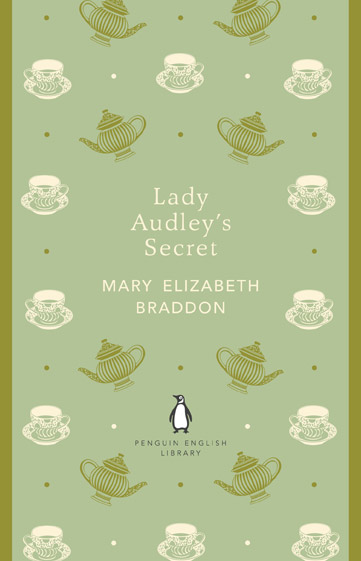 Lady
Audley's
Secret
MARY ELIZABETH
BRADDON
PENGUIN ENGLISH
LIBRARY